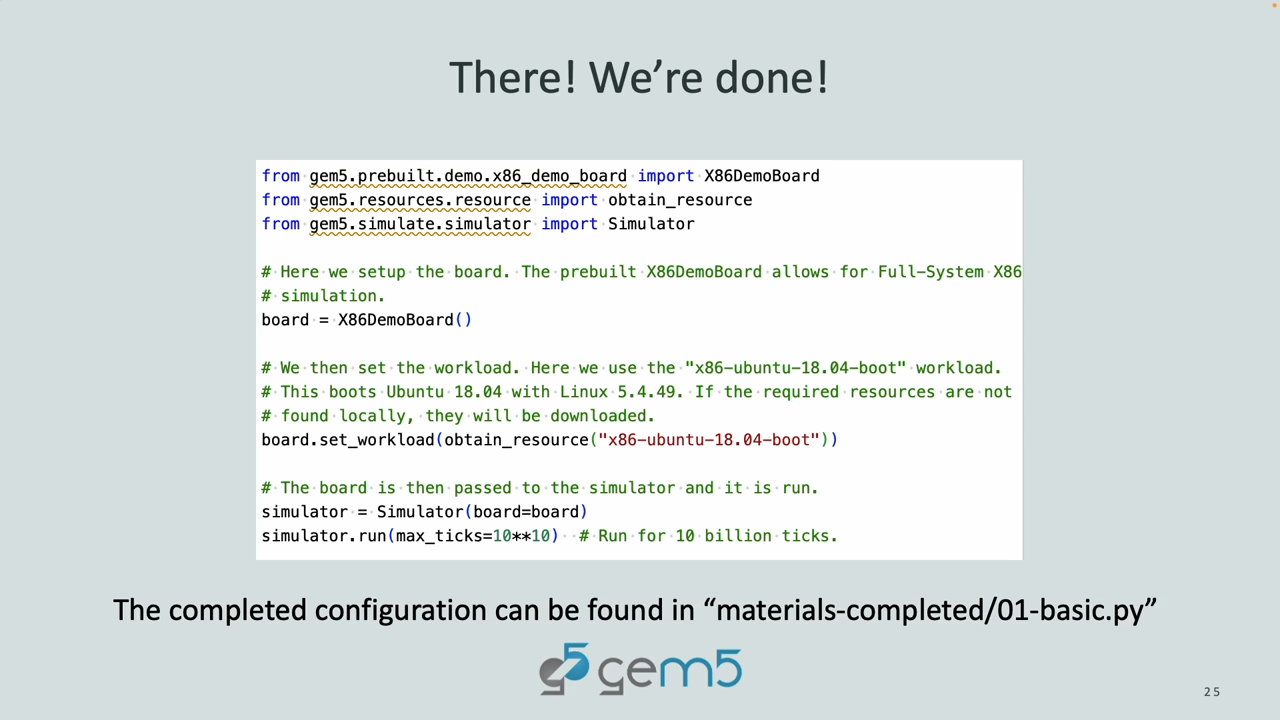 There! We’re done!
from gem5.prebuilt.demo.x86_demo_board import X86DemoBoard
from gem5.resources.resource import obtain_resource
from gem5.simulate.simulator import Simulator
# Here we setup the board. The prebuilt X86DemoBoard allows for Full-System X86
# simulation.
board = X86DemoBoard()
# We then set the workload. Here we use the "x86-ubuntu-18.04-boot" workload.
# This boots Ubuntu 18.04 with Linux 5.4.49. If the required resources are not
# found locally, they will be downloaded.
board.set_workload(obtain_resource("x86-ubuntu-18.04-boot"))
# The board is then passed to the simulator and it is run.
simulator = Simulator(board=board)
simulator.run(max_ticks=10**10)  # Run for 10 billion ticks.
The completed configuration can be found in “materials-completed/01-basic.py”
g5 gem5
25